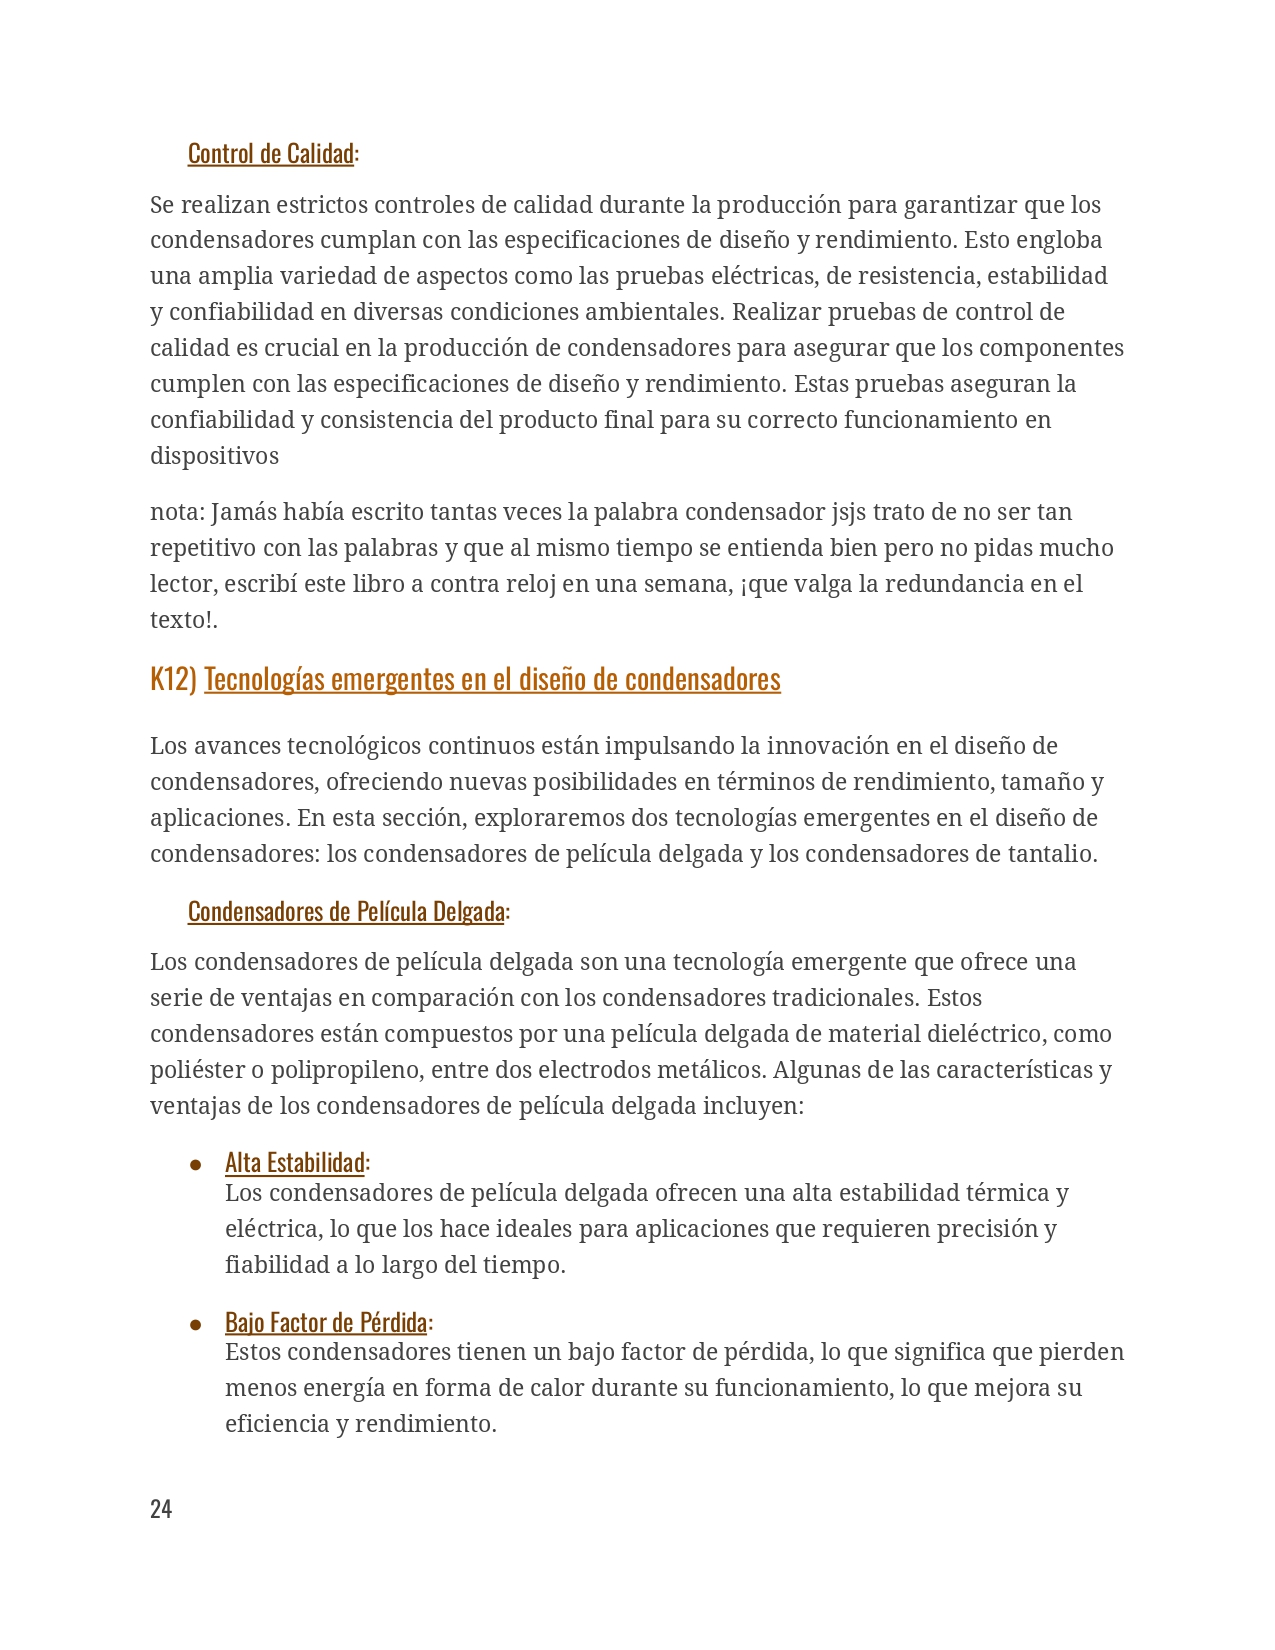 Control de Calidad:
Se realizan estrictos controles de calidad durante la producción para garantizar que los
condensadores cumplan con las especificaciones de diseño y rendimiento. Esto engloba
una amplia variedad de aspectos como las pruebas eléctricas, de resistencia, estabilidad
y confiabilidad en diversas condiciones ambientales. Realizar pruebas de control de
calidad es crucial en la producción de condensadores para asegurar que los componentes
cumplen con las especificaciones de diseño y rendimiento. Estas pruebas aseguran la
confiabilidad y consistencia del producto final para su correcto funcionamiento en
dispositivos
nota: Jamás había escrito tantas veces la palabra condensador jsjs trato de no ser tan
repetitivo con las palabras y que al mismo tiempo se entienda bien pero no pidas mucho
lector, escribí este libro a contra reloj en una semana, ¡que valga la redundancia en el
texto!.
K12) Tecnologías emergentes en el diseño de condensadores
Los avances tecnológicos continuos están impulsando la innovación en el diseño de
condensadores, ofreciendo nuevas posibilidades en términos de rendimiento, tamaño y
aplicaciones. En esta sección, exploraremos dos tecnologías emergentes en el diseño de
condensadores: los condensadores de película delgada y los condensadores de tantalio.
Condensadores de Película Delgada:
Los condensadores de película delgada son una tecnología emergente que ofrece una
serie de ventajas en comparación con los condensadores tradicionales. Estos
condensadores están compuestos por una película delgada de material dieléctrico, como
poliéster o polipropileno, entre dos electrodos metálicos. Algunas de las características y
ventajas de los condensadores de película delgada incluyen:
● Alta Estabilidad:
Los condensadores de película delgada ofrecen una alta estabilidad térmica y
eléctrica, lo que los hace ideales para aplicaciones que requieren precisión y
fiabilidad a lo largo del tiempo.
● Bajo Factor de Pérdida:
Estos condensadores tienen un bajo factor de pérdida, lo que significa que pierden
menos energía en forma de calor durante su funcionamiento, lo que mejora su
eficiencia y rendimiento.
24